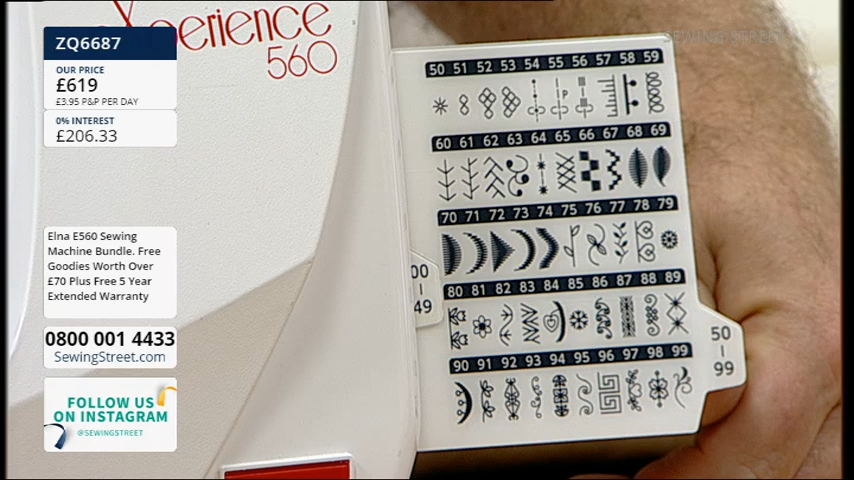 ZQ6687
OUR PRICE
£619
£3.95 P&P PER DAY
0% INTEREST
£206.33
Elna E560 Sewing
Machine Bundle. Free
Goodies Worth Over
£70 Plus Free 5 Year
Extended Warranty
0800 001 4433
SewingStreet.com
FOLLOW US
ON INSTAGRAM
@SEWINGSTREET
Xperience
560
SEWING STREET
50 51 52 53 54 55 56 57 58 59
P
60 61 62 63 64 65 66 67 68 69
70 71 72 73 74 75 76 77 78 79
80 81 82 83 84 85 86 87 88 89
90 91 92 93 94 95 96 97 98 99
00
49
50
99